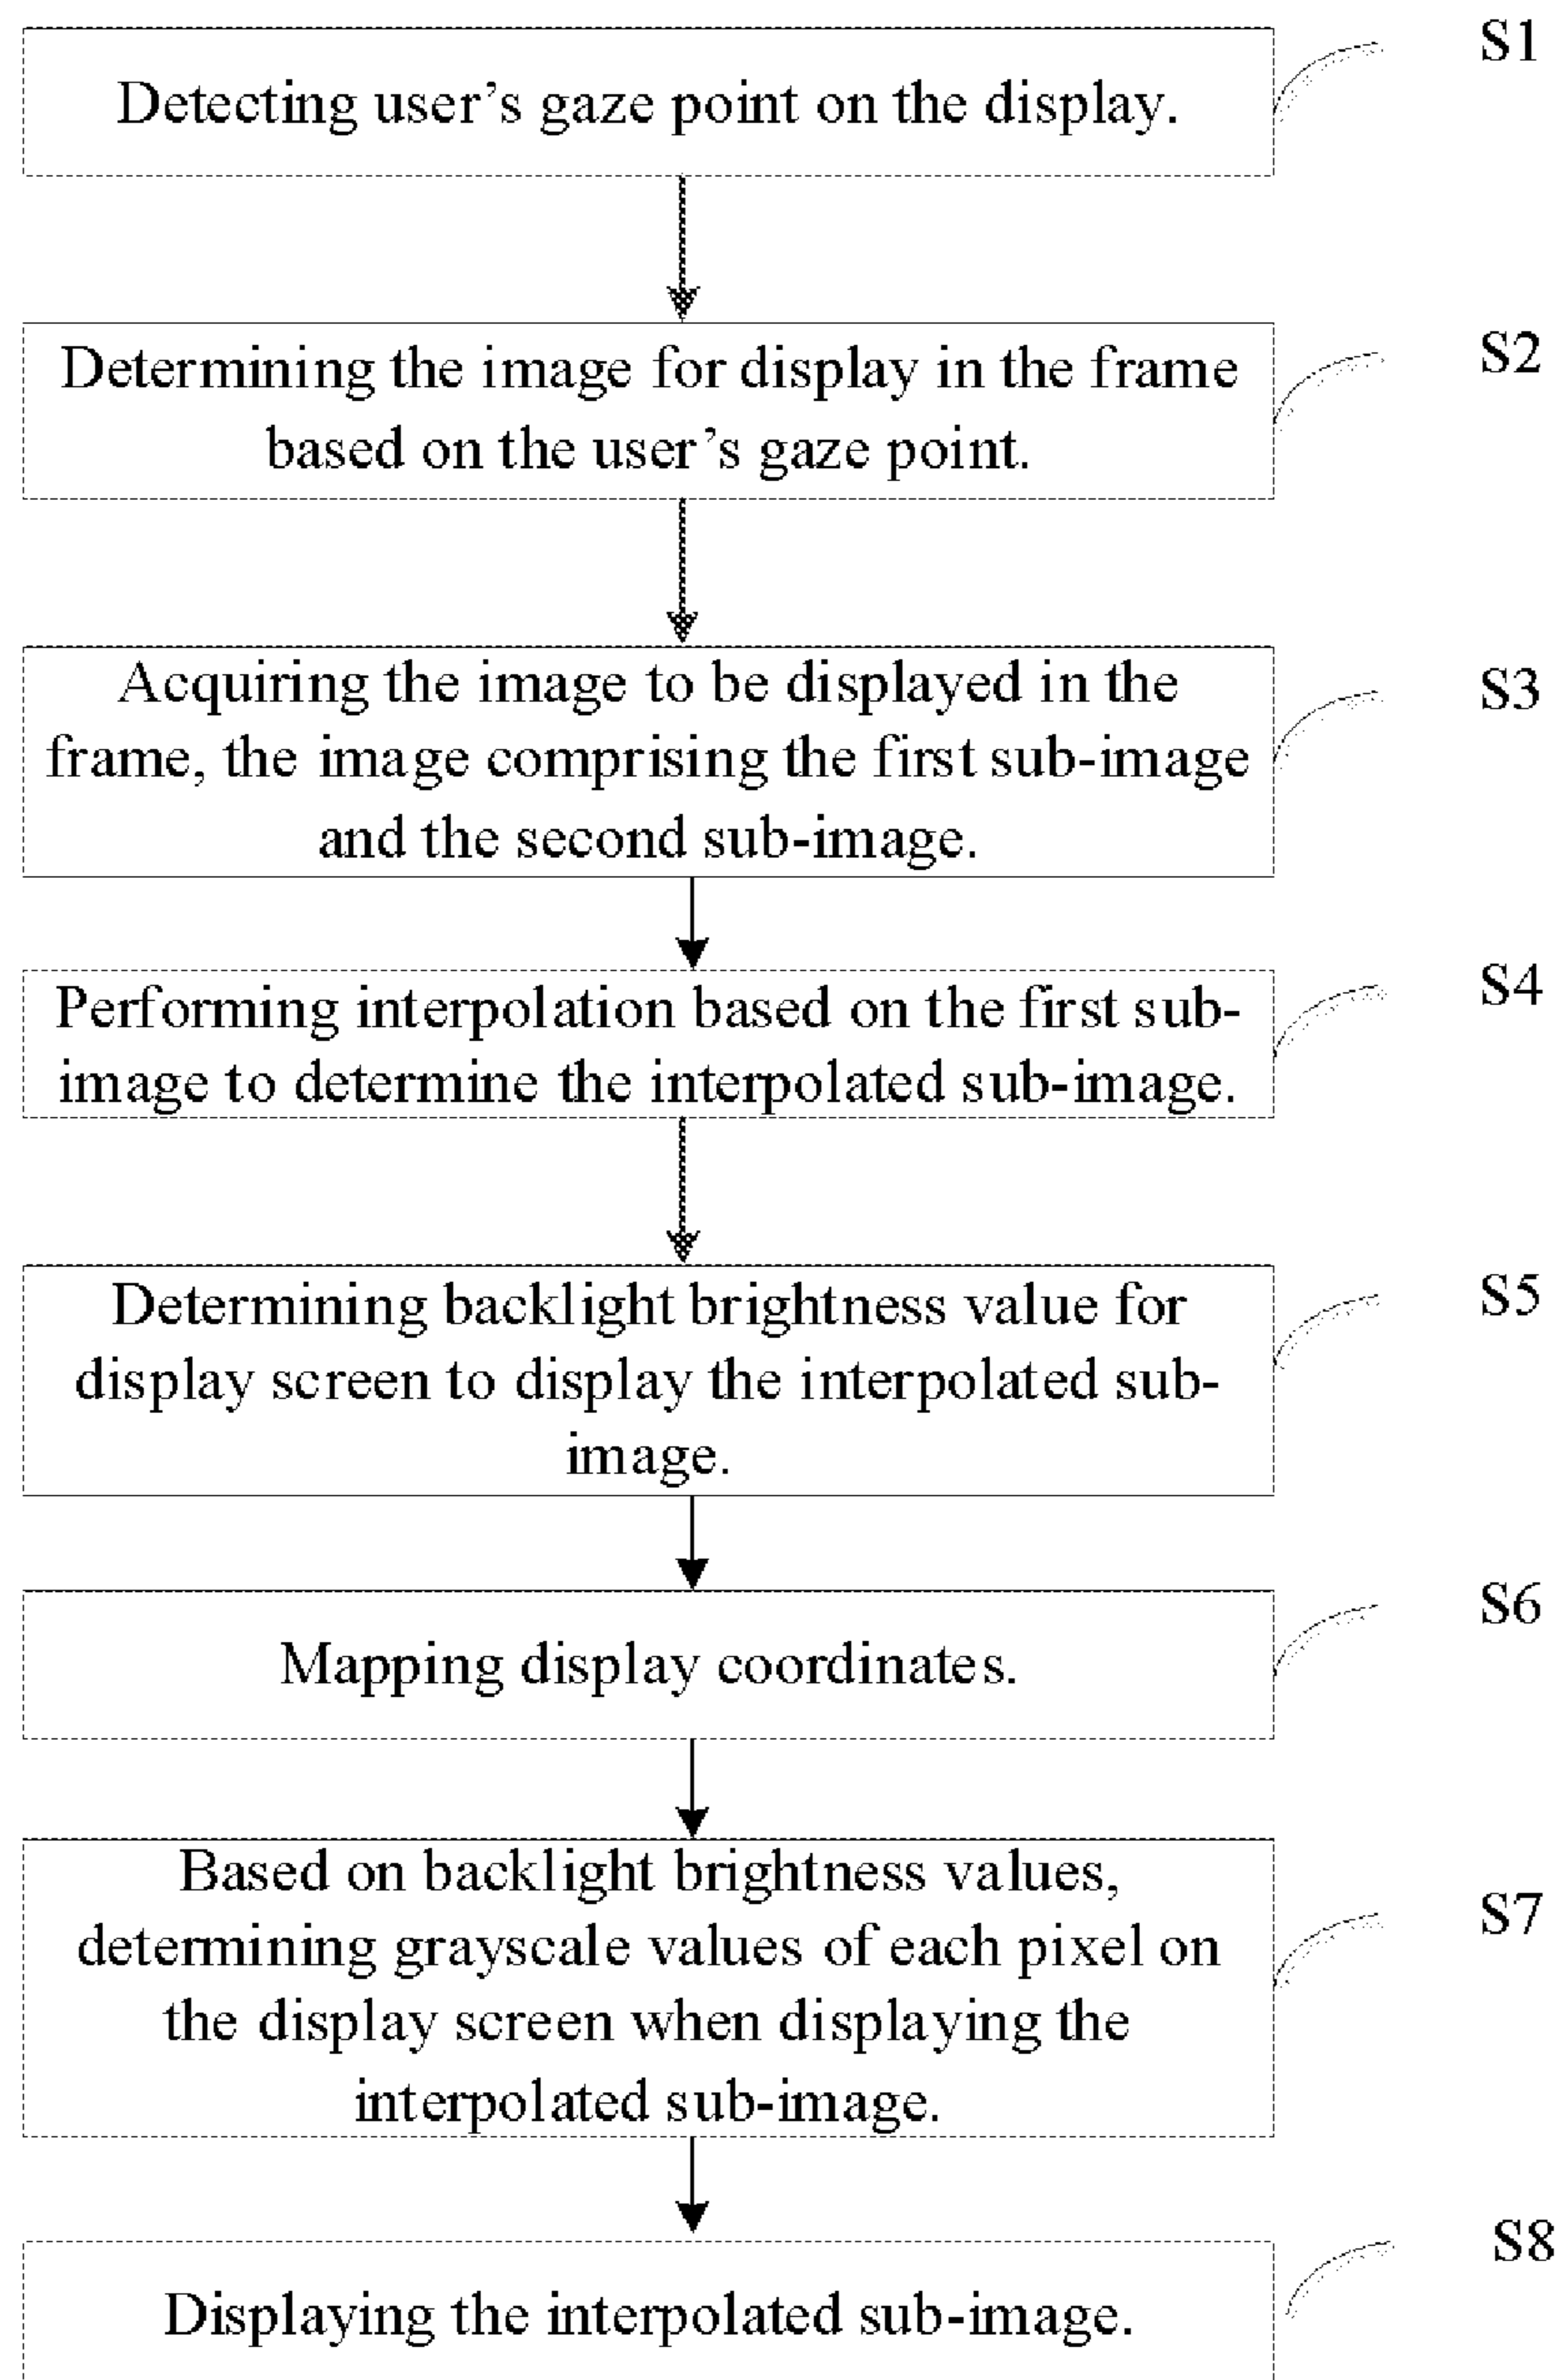 S1
Detecting user’s gaze point on the display.
S2
Determining the image for display in the frame
based on the user’s gaze point.
S3
Acquiring the image to be displayed in the
frame, the image comprising the first sub-image
and the second sub-image.
S4
Performing interpolation based on the first sub-
image to determine the interpolated sub-image.
S5
Determining backlight brightness value for
display screen to display the interpolated sub-
image.
S6
Mapping display coordinates.
S7
Based on backlight brightness values,
determining grayscale values of each pixel on
the display screen when displaying the
interpolated sub-image.
S8
Displaying the interpolated sub-image.